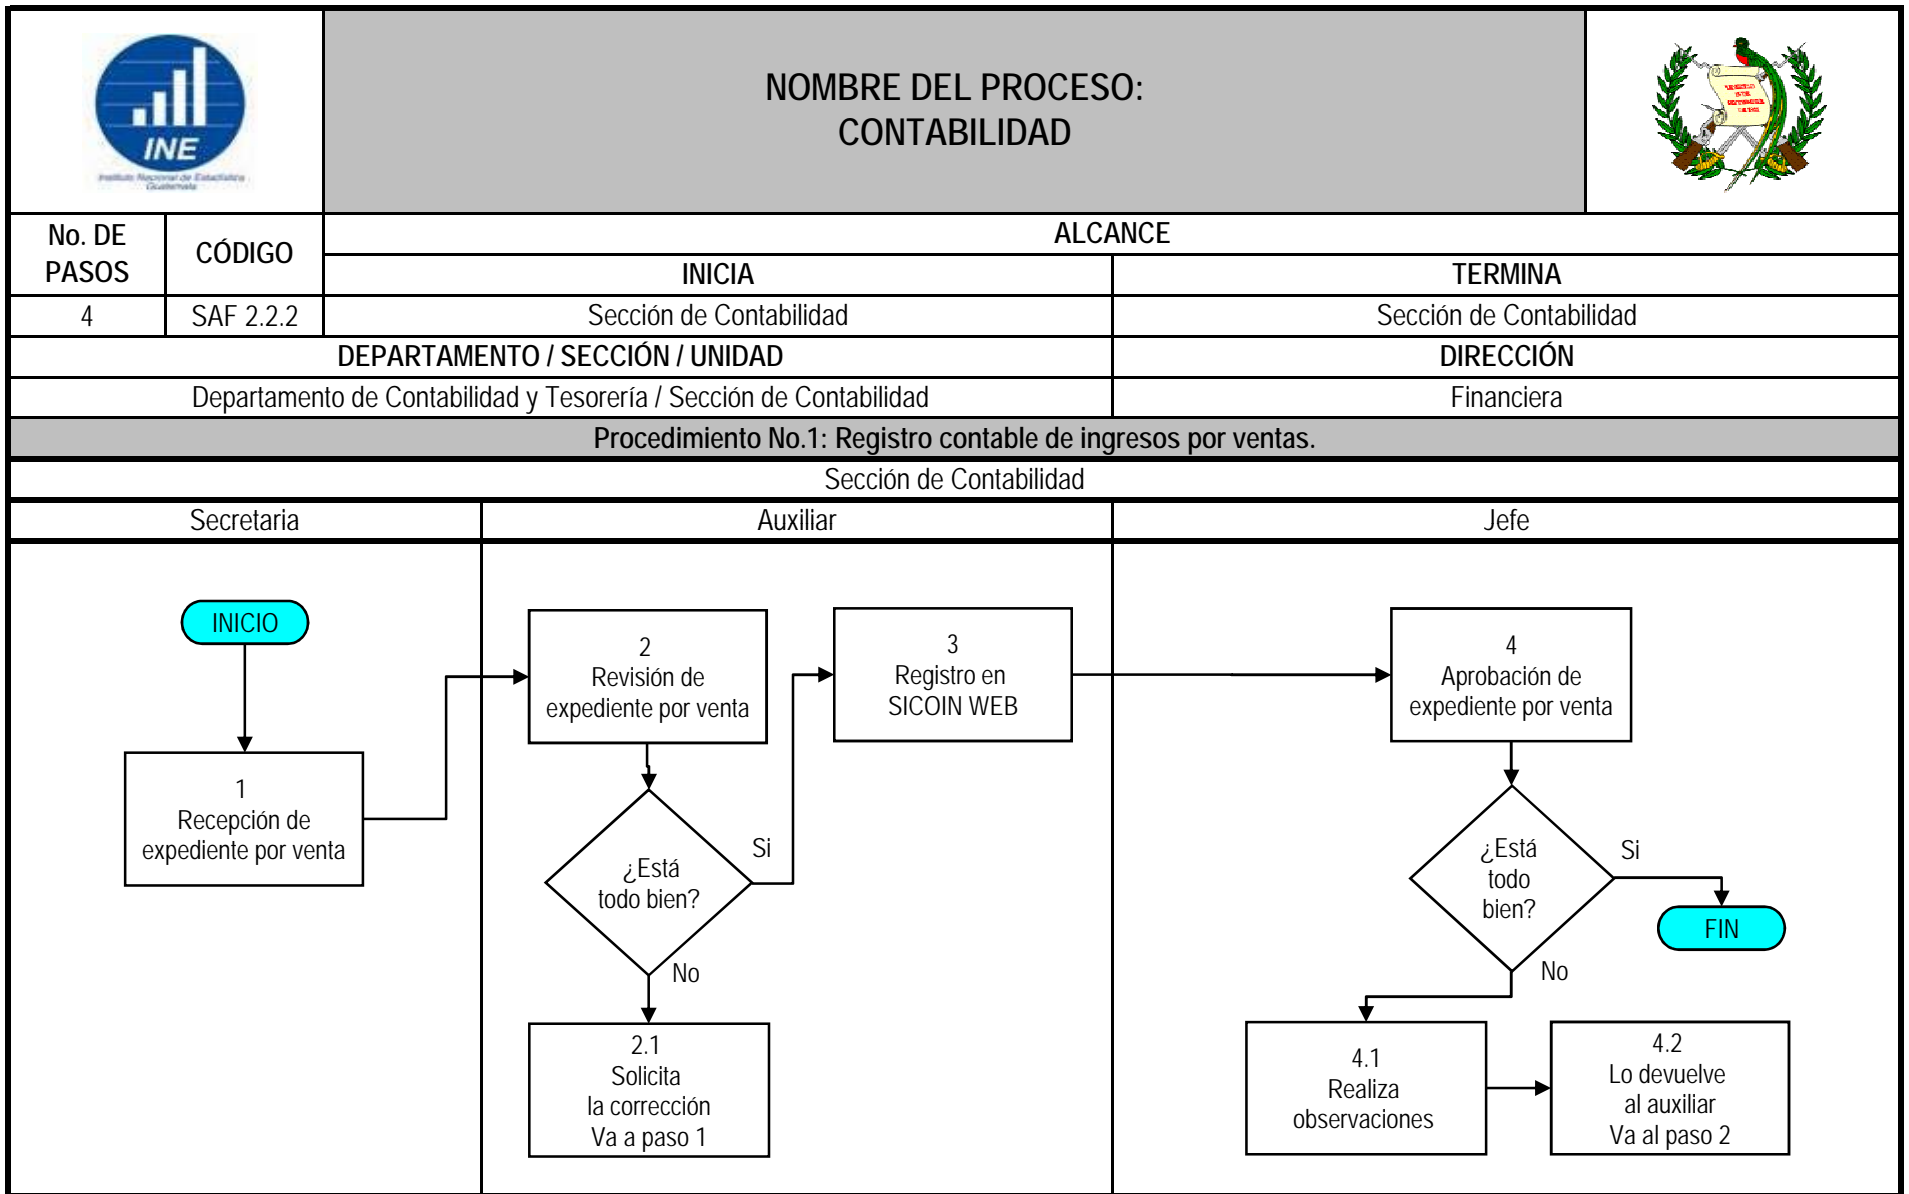 INE
Instituto Nacional de Estadística
Guatemala
NOMBRE DEL PROCESO:
CONTABILIDAD
No. DE
PASOS
CÓDIGO
ALCANCE
INICIA
TERMINA
4
SAF 2.2.2
Sección de Contabilidad
Sección de Contabilidad
DEPARTAMENTO / SECCIÓN / UNIDAD
DIRECCIÓN
Departamento de Contabilidad y Tesorería / Sección de Contabilidad
Financiera
Procedimiento No.1: Registro contable de ingresos por ventas.
Sección de Contabilidad
Secretaria
Auxiliar
Jefe
INICIO
1
Recepción de
expediente por venta
2
Revisión de
expediente por venta
¿Está
todo bien?
Si
No
2.1
Solicita
la corrección
Va a paso 1
3
Registro en
SICOIN WEB
4
Aprobación de
expediente por venta
¿Está
todo
bien?
Si
FIN
No
4.1
Realiza
observaciones
4.2
Lo devuelve
al auxiliar
Va al paso 2